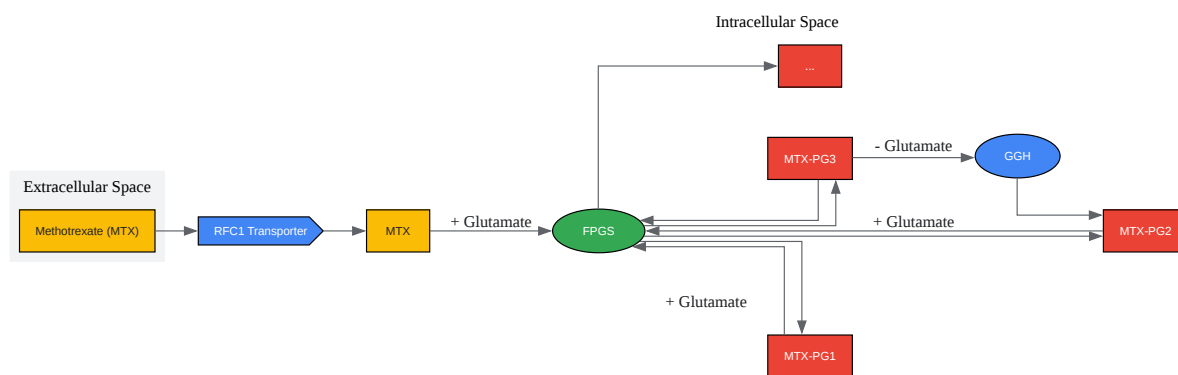 Intracellular Space
...
MTX-PG3
- Glutamate
GGH
Extracellular Space
Methotrexate (MTX)
RFC1 Transporter
MTX
+ Glutamate
FPGS
+ Glutamate
MTX-PG2
+ Glutamate
MTX-PG1